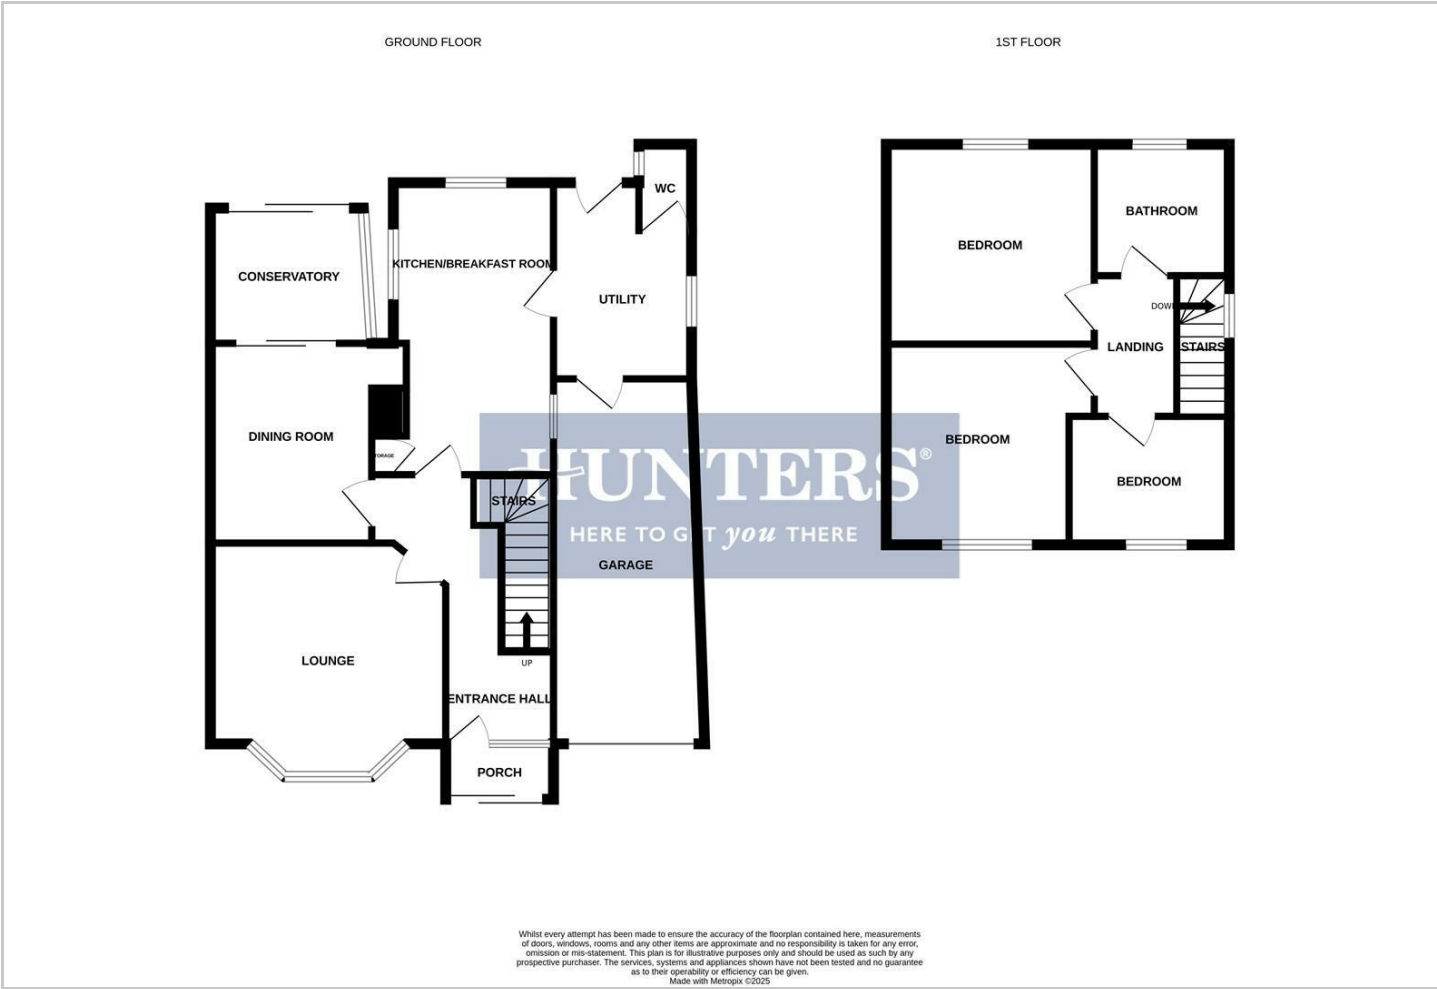 GROUND FLOOR
1ST FLOOR
WC
CONSERVATORY
KITCHEN/BREAKFAST ROOM
UTILITY
DINING ROOM
TORAGE
STAIRS
GARAGE
LOUNGE
UP
ENTRANCE HALL
PORCH
BEDROOM
BATHROOM
DOWN
LANDING
STAIRS
BEDROOM
BEDROOM
HUNTERS®
HERE TO GET you THERE
Whilst every attempt has been made to ensure the accuracy of the floorplan contained here, measurements
of doors, windows, rooms and any other items are approximate and no responsibility is taken for any error,
omission or mis-statement. This plan is for illustrative purposes only and should be used as such by any
prospective purchaser. The services, systems and appliances shown have not been tested and no guarantee
as to their operability or efficiency can be given.
Made with Metropix ©2025